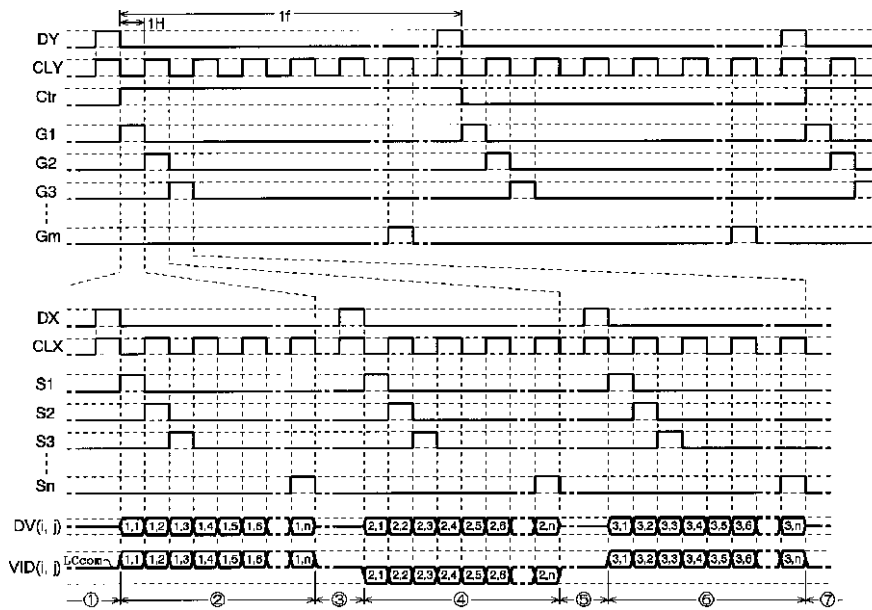 1H
1f
DY
CLY
Ctr
G1
G2
G3
Gm
DX
CLX
S1
S2
S3
Sn
DV(i, j) 1,1 1,2 1,3 1,4 1,5 1,6 1,n 2,1 2,2 2,3 2,4 2,5 2,6 2,n 3,1 3,2 3,3 3,4 3,5 3,6 3,n
VID(i, j) LCcom 1,1 1,2 1,3 1,4 1,5 1,6 1,n 2,1 2,2 2,3 2,4 2,5 2,6 2,n 3,1 3,2 3,3 3,4 3,5 3,6 3,n
① ② ③ ④ ⑤ ⑥ ⑦